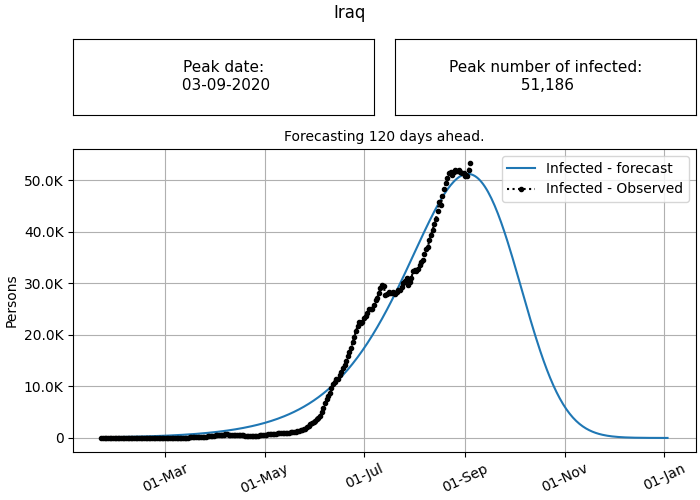 Iraq
Peak date:
03-09-2020
Peak number of infected:
51,186
Forecasting 120 days ahead.
Infected - forecast
Infected - Observed
Persons
50.0K
40.0K
30.0K
20.0K
10.0K
0
01-Mar
01-May
01-Jul
01-Sep
01-Nov
01-Jan